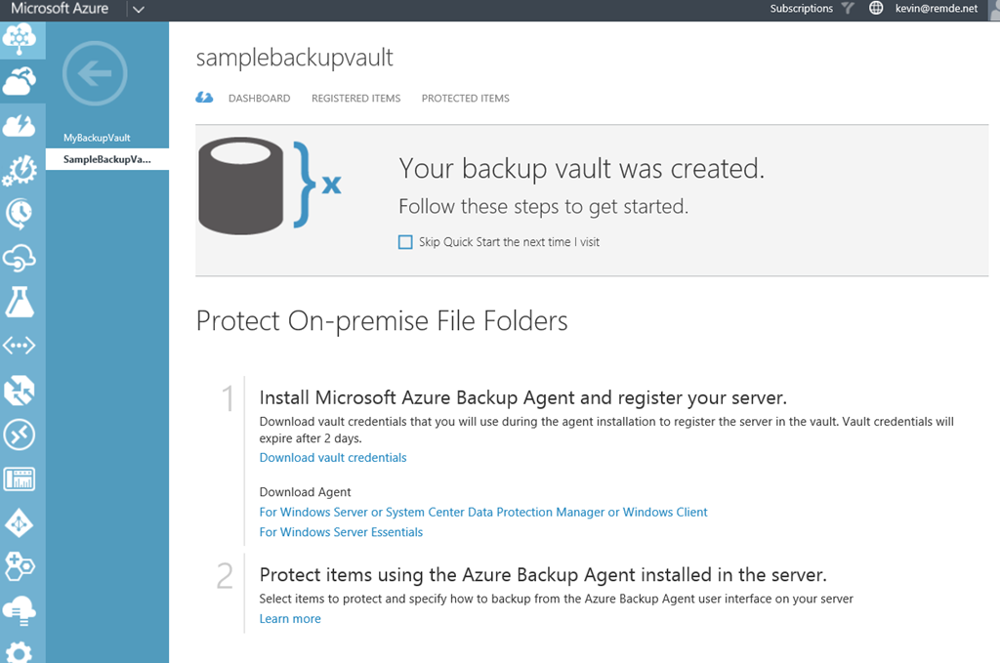 Microsoft Azure
Subscriptions kevin@remde.net
MyBackupVault
SampleBackupVa...
samplebackupvault
DASHBOARD REGISTERED ITEMS PROTECTED ITEMS
x
Your backup vault was created.
Follow these steps to get started.
Skip Quick Start the next time I visit
Protect On-premise File Folders
1
Install Microsoft Azure Backup Agent and register your server.
Download vault credentials that you will use during the agent installation to register the server in the vault. Vault credentials will
expire after 2 days.
Download vault credentials
Download Agent
For Windows Server or System Center Data Protection Manager or Windows Client
For Windows Server Essentials
2
Protect items using the Azure Backup Agent installed in the server.
Select items to protect and specify how to backup from the Azure Backup Agent user interface on your server
Learn more